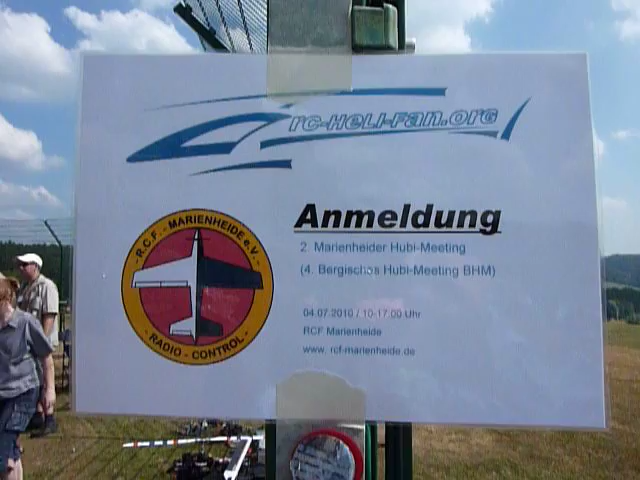 rc-HELI-Fan.org
Anmeldung
2. Marienheider Hubi-Meeting
(4. Bergisches Hubi-Meeting BHM)
04.07.2010 / 10-17.00 Uhr
RCF Marienheide
www. rcf-marienheide.de
R.C.F. - MARIENHEIDE e.V.
- RADIO - CONTROL -